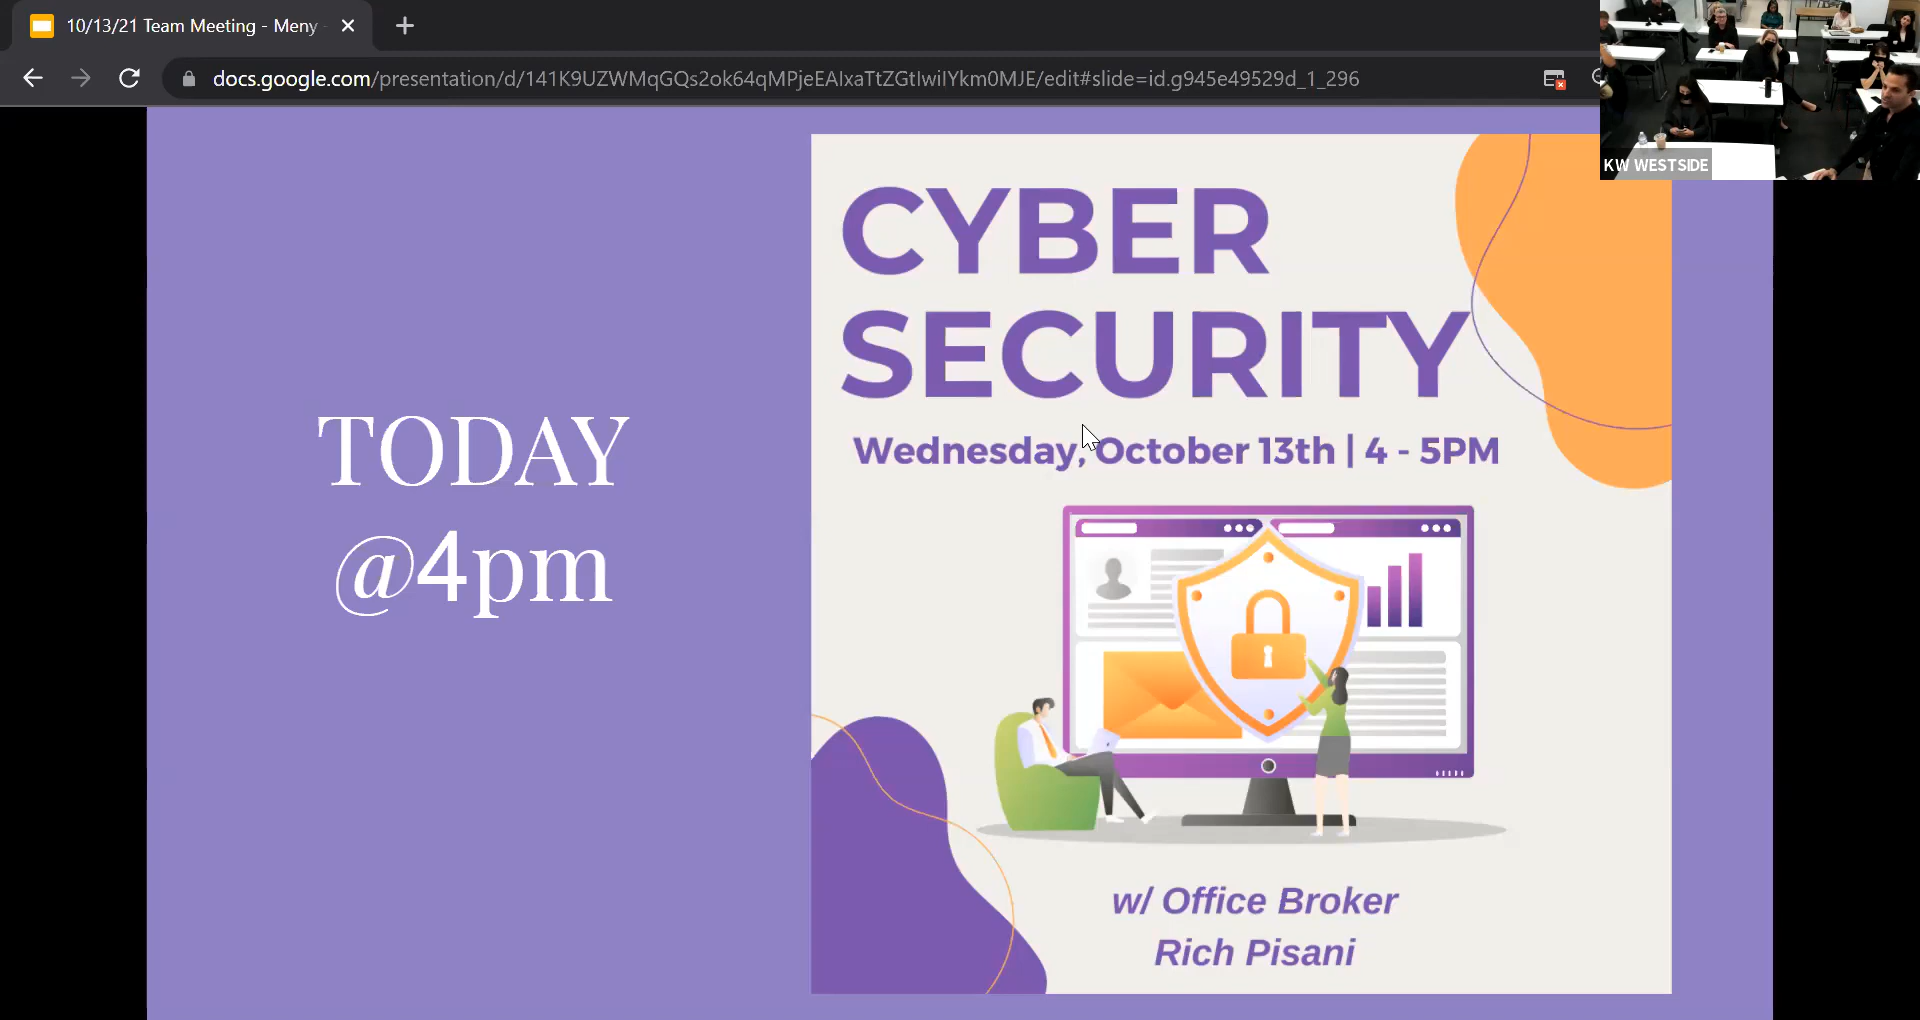 10/13/21 Team Meeting - Meny
docs.google.com/presentation/d/141K9UZWMqGQs2ok64qMPjeEAIxaTtZGtIwiIYkm0MJE/edit#slide=id.g945e49529d_1_296
KW WESTSIDE
TODAY
@4pm
CYBER
SECURITY
Wednesday, October 13th | 4 - 5PM
w/ Office Broker
Rich Pisani